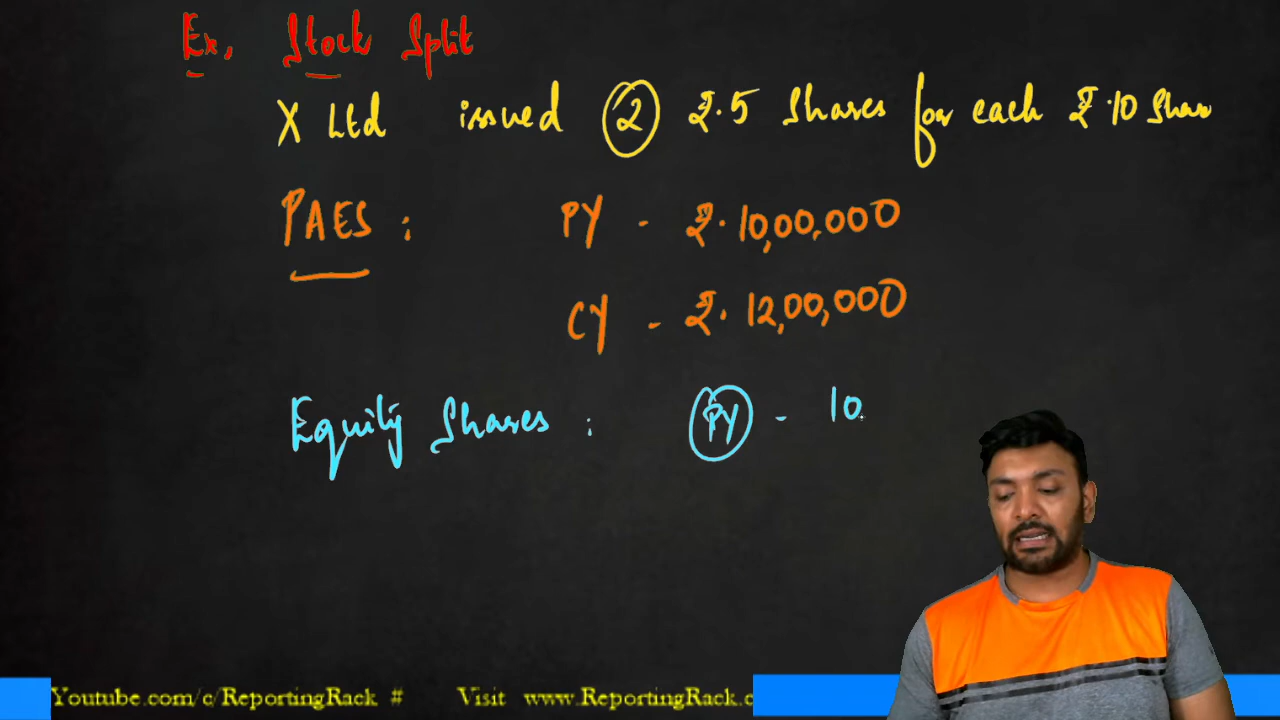 Ex. Stock Split
X Ltd issued 2 ₹.5 Shares for each ₹.10 Shar
PAES : PY - ₹.10,00,000
CY - ₹.12,00,000
Equity Shares : PY - 10
Youtube.com/c/ReportingRack # Visit www.ReportingRack.c